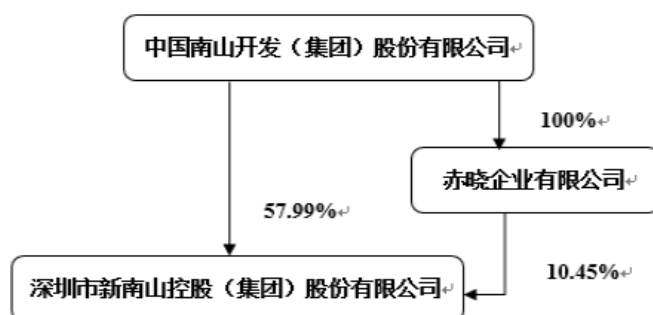 中国南山开发（集团）股份有限公司↵
100%↵
赤晓企业有限公司↵
57.99%↵
10.45%↵
深圳市新南山控股（集团）股份有限公司↵